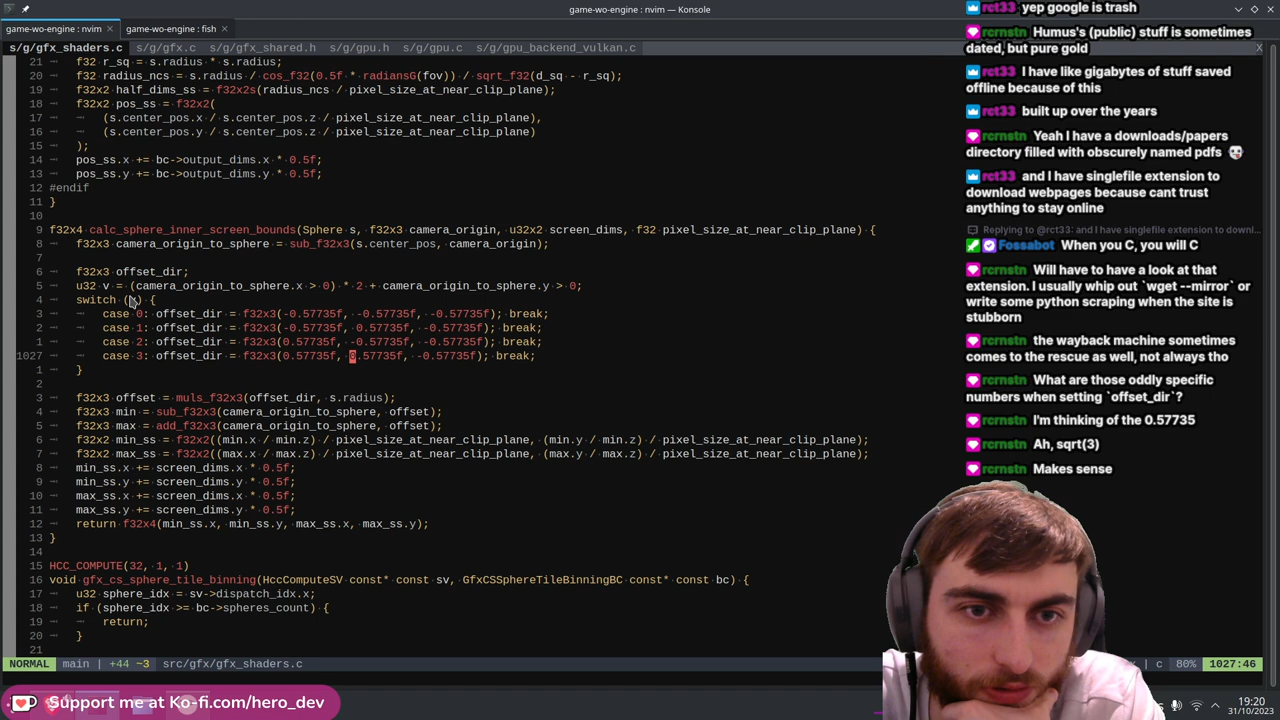 game-wo-engine : nvim — Konsole
game-wo-engine : nvim
game-wo-engine : fish
s/g/gfx_shaders.c
s/g/gfx.c
s/g/gpu.h
s/g/gpu.c
s/g/gpu_backend_vulkan.c
X
21 f32 r_sq = s.radius * s.radius;
20 f32 radius_ncs = s.radius / cos_f32(0.5f * radiansG(fov)) / sqrt_f32(d_sq - r_sq);
19 f32x2 half_dims_ss = f32x2s(radius_ncs / pixel_size_at_near_clip_plane);
18 f32x2 pos_ss = f32x2(
17 (s.center_pos.x / s.center_pos.z / pixel_size_at_near_clip_plane),
16 (s.center_pos.y / s.center_pos.z / pixel_size_at_near_clip_plane)
15 );
14 pos_ss.x += bc->output_dims.x * 0.5f;
13 pos_ss.y += bc->output_dims.y * 0.5f;
12 #endif
11 }
10
9 f32x4 calc_sphere_inner_screen_bounds(Sphere s, f32x3 camera_origin, u32x2 screen_dims, f32 pixel_size_at_near_clip_plane) {
8 f32x3 camera_origin_to_sphere = sub_f32x3(s.center_pos, camera_origin);
7
6 f32x3 offset_dir;
5 u32 v = (camera_origin_to_sphere.x > 0) * 2 + camera_origin_to_sphere.y > 0;
4 switch (v) {
3 case 0: offset_dir = f32x3(-0.57735f, -0.57735f, -0.57735f); break;
2 case 1: offset_dir = f32x3(-0.57735f, 0.57735f, -0.57735f); break;
1 case 2: offset_dir = f32x3(0.57735f, -0.57735f, -0.57735f); break;
1027 case 3: offset_dir = f32x3(0.57735f, 0.57735f, -0.57735f); break;
1 }
2
3 f32x3 offset = muls_f32x3(offset_dir, s.radius);
4 f32x3 min = sub_f32x3(camera_origin_to_sphere, offset);
5 f32x3 max = add_f32x3(camera_origin_to_sphere, offset);
6 f32x2 min_ss = f32x2((min.x / min.z) / pixel_size_at_near_clip_plane, (min.y / min.z) / pixel_size_at_near_clip_plane);
7 f32x2 max_ss = f32x2((max.x / max.z) / pixel_size_at_near_clip_plane, (max.y / max.z) / pixel_size_at_near_clip_plane);
8 min_ss.x += screen_dims.x * 0.5f;
9 min_ss.y += screen_dims.y * 0.5f;
10 max_ss.x += screen_dims.x * 0.5f;
11 max_ss.y += screen_dims.y * 0.5f;
12 return f32x4(min_ss.x, min_ss.y, max_ss.x, max_ss.y);
13 }
14
15 HCC_COMPUTE(32, 1, 1)
16 void gfx_cs_sphere_tile_binning(HccComputeSV const* const sv, GfxCSSphereTileBinningBC const* const bc) {
17 u32 sphere_idx = sv->dispatch_idx.x;
18 if (sphere_idx >= bc->spheres_count) {
19 return;
20 }
21
NORMAL main | +44 ~3 src/gfx/gfx_shaders.c | c 80% 1027:46
rct33 yep google is trash
rcrnstn Humus's (public) stuff is sometimes
dated, but pure gold
rct33 I have like gigabytes of stuff saved
offline because of this
rct33 built up over the years
rcrnstn Yeah I have a downloads/papers
directory filled with obscurely named pdfs
rct33 and I have singlefile extension to
download webpages because cant trust
anything to stay online
Replying to @rct33: and I have singlefile extension to downl...
Fossabot When you C, you will C
rcrnstn Will have to have a look at that
extension. I usually whip out `wget --mirror` or
write some python scraping when the site is
stubborn
rcrnstn the wayback machine sometimes
comes to the rescue as well, not always tho
rcrnstn What are those oddly specific
numbers when setting `offset_dir`?
rcrnstn I'm thinking of the 0.57735
rcrnstn Ah, sqrt(3)
rcrnstn Makes sense
Support me at Ko-fi.com/hero_dev
19:20
31/10/2023